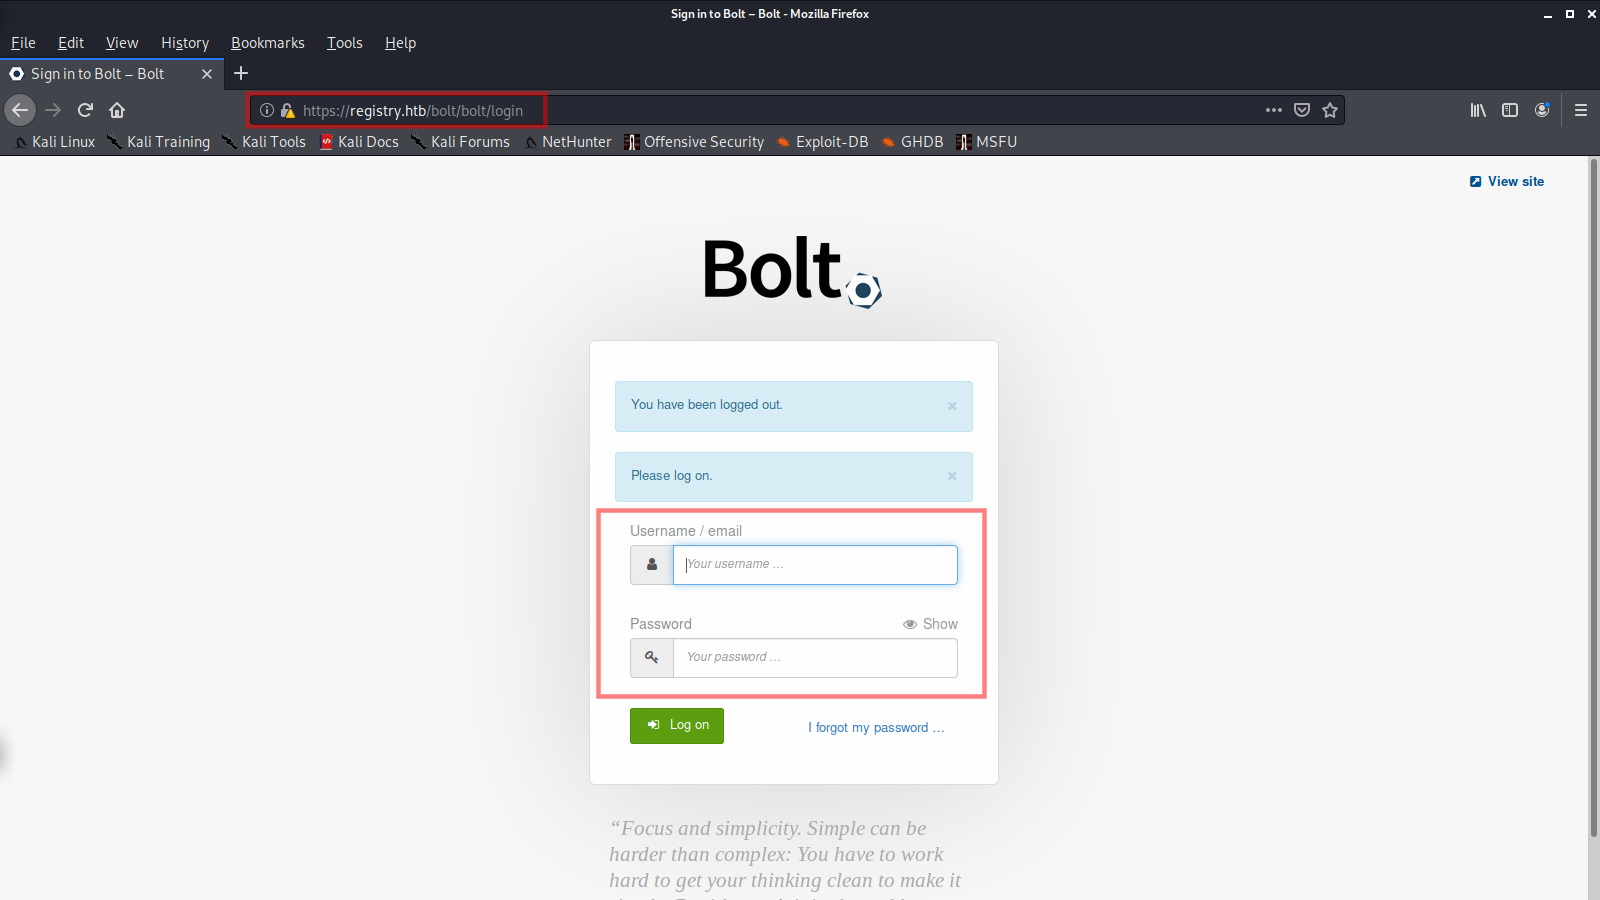 Sign in to Bolt – Bolt - Mozilla Firefox
File Edit View History Bookmarks Tools Help
Sign in to Bolt – Bolt
https://registry.htb/bolt/bolt/login
Kali Linux Kali Training Kali Tools Kali Docs Kali Forums NetHunter Offensive Security Exploit-DB GHDB MSFU
View site
Bolt
You have been logged out.
Please log on.
Username / email
Your username ...
Password Show
Your password ...
Log on I forgot my password ...
“Focus and simplicity. Simple can be
harder than complex: You have to work
hard to get your thinking clean to make it